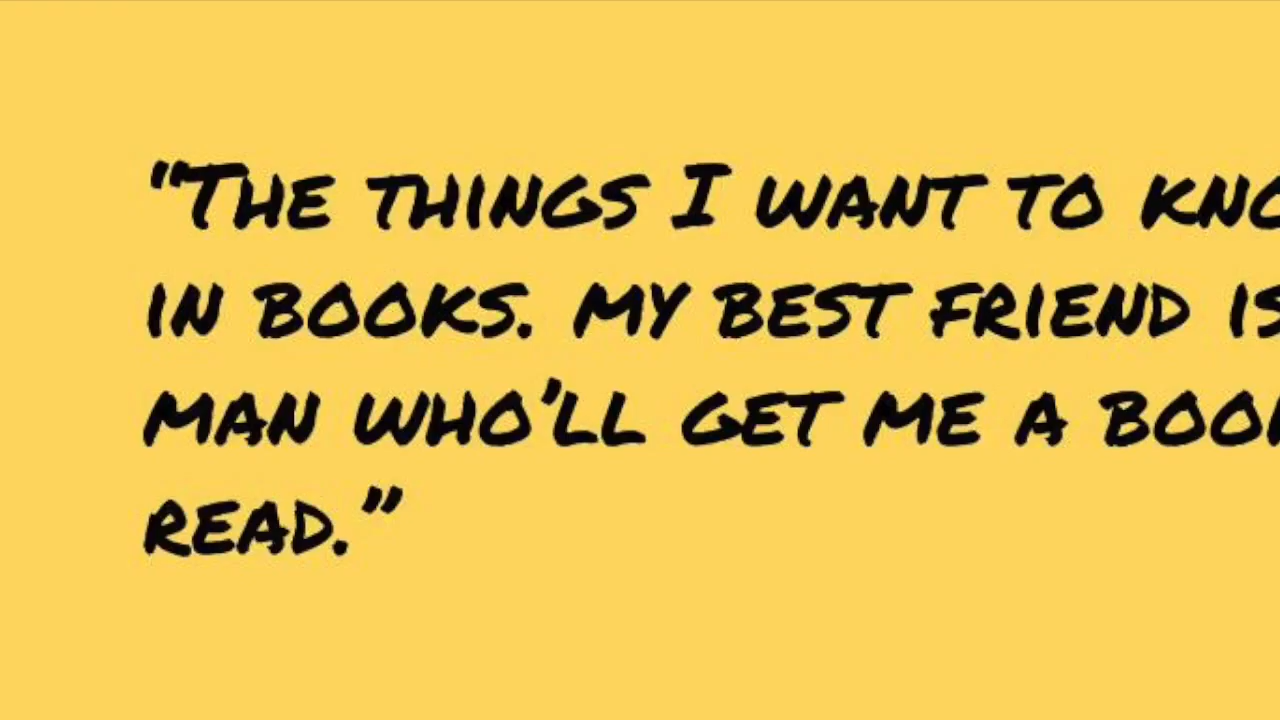 “The things I want to
in books. My best friend
man who’ll get me a
read.”